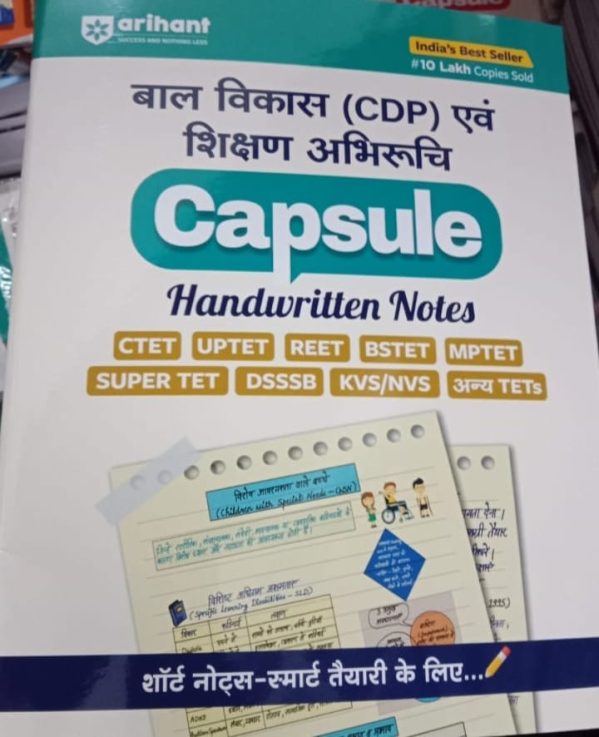 arihant
SUCCESS AND NOTHING LESS
India's Best Seller
#10 Lakh Copies Sold
बाल विकास (CDP) एवं
शिक्षण अभिरूचि
Capsule
Handwritten Notes
CTET UPTET REET BSTET MPTET
SUPER TET DSSSB KVS/NVS अन्य TETs
विशेष आवश्यकता वाले बच्चे
(Children with Special Needs - CWSN)
विशिष्ट अधिगम अक्षमता
(Specific Learning Disabilities - SLD)
1995)
ADHD
शॉर्ट नोट्स-स्मार्ट तैयारी के लिए...